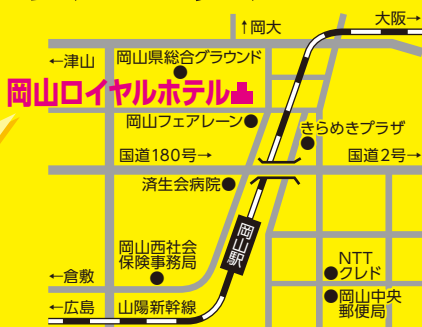 ↑岡大
大阪→
←津山
岡山県総合グラウンド
岡山ロイヤルホテル
岡山フェアレーン
きらめきプラザ
国道180号→
国道2号→
済生会病院
岡山駅
岡山西社会
保険事務局
NTT
クレド
←倉敷
岡山中央
郵便局
←広島
山陽新幹線